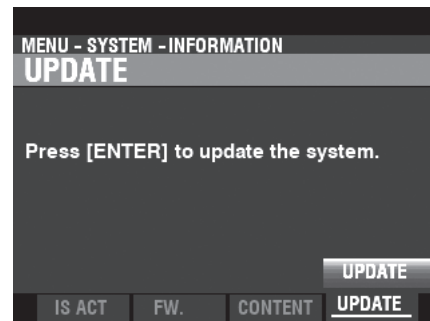 MENU - SYSTEM -INFORMATION
UPDATE
Press [ENTER] to update the system.
UPDATE
IS ACT FW. CONTENT UPDATE